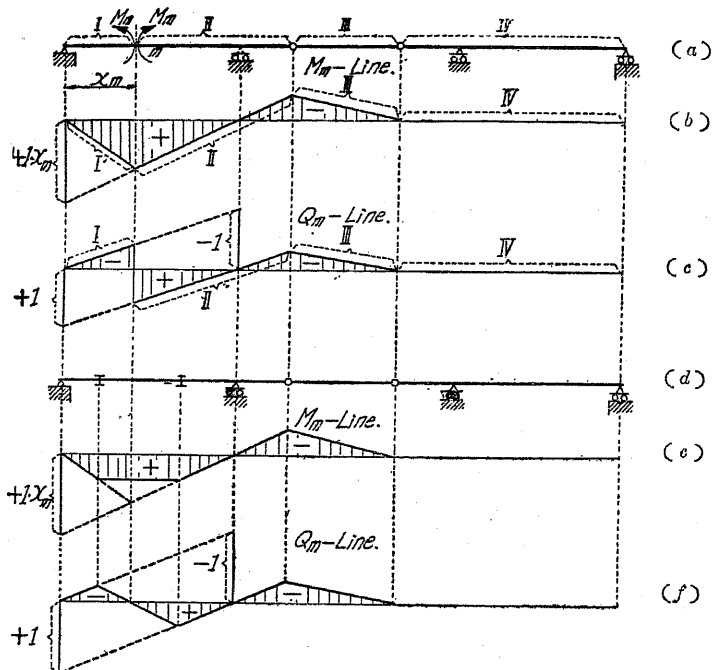 I Mm Mm II III IV
m (a)
xm
Mm-Line.
III
IV (b)
+
−
+1·xm
I
II
Qm-Line.
I
−1
III
IV
−
−
+
(c)
+1
II
I I (d)
Mm-Line.
+
−
(e)
+1·xm
Qm-Line.
−1
−
+
−
(f)
+1